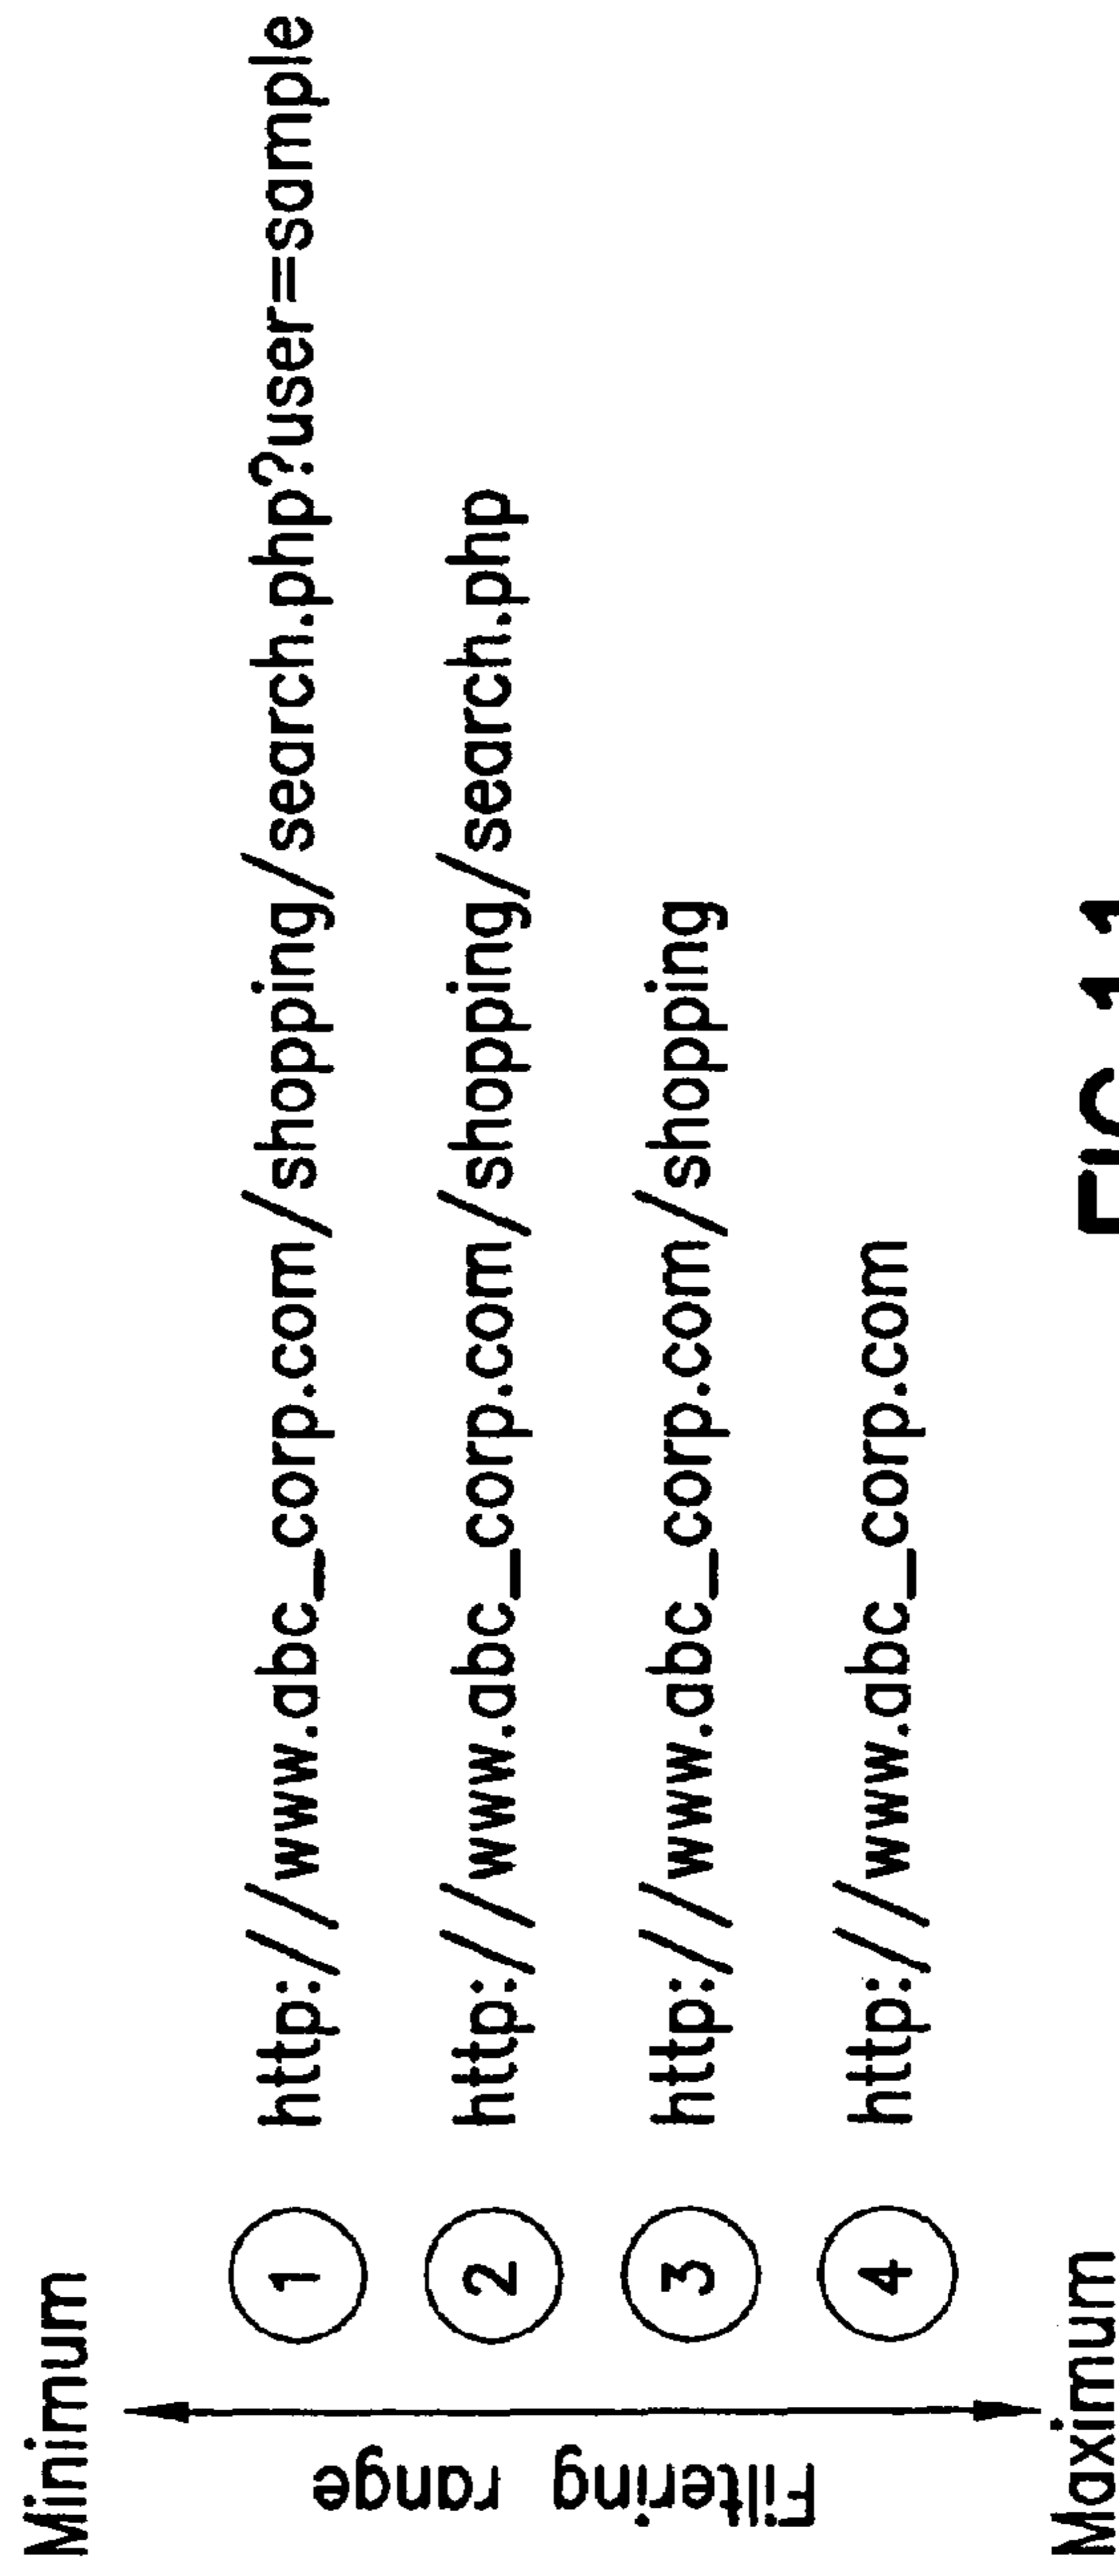 Minimum
Filtering range
1 http://www.abc_corp.com/shopping/search.php?user=sample
2 http://www.abc_corp.com/shopping/search.php
3 http://www.abc_corp.com/shopping
4 http://www.abc_corp.com
Maximum